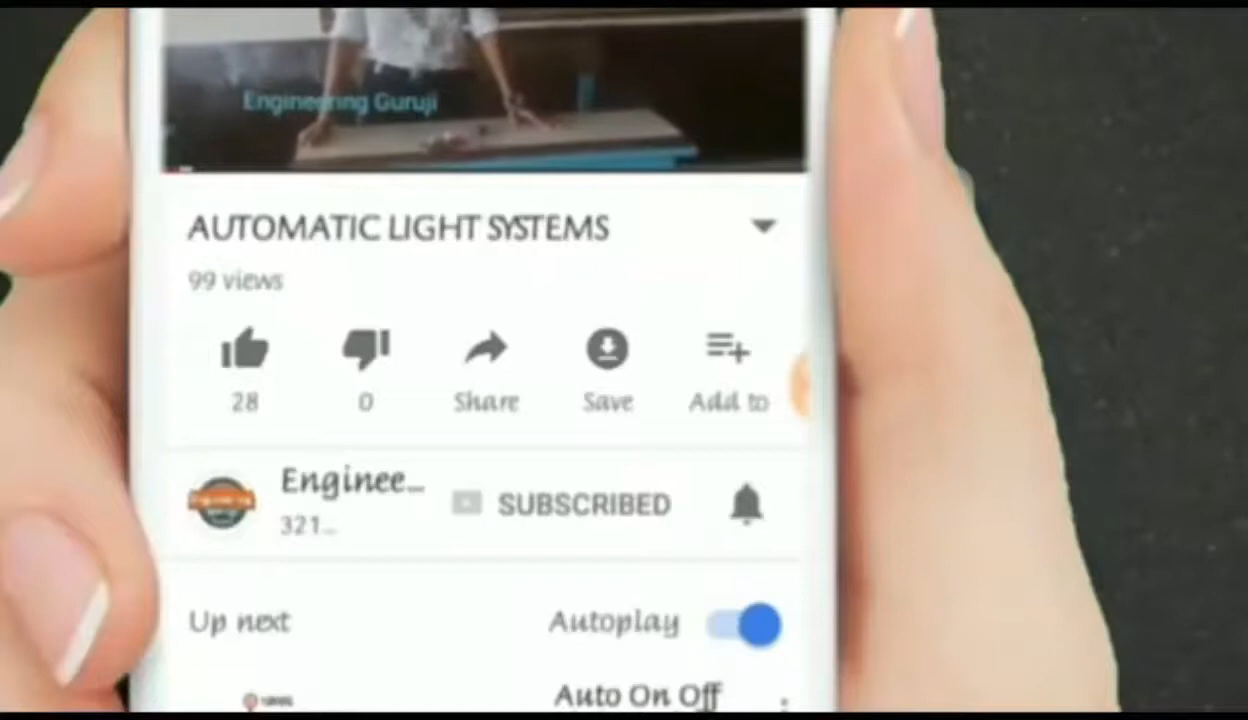 Engineering Guruji
AUTOMATIC LIGHT SYSTEMS
99 views
28 0 Share Save Add to
Enginee...
SUBSCRIBED
321...
Up next Autoplay
Auto On Off